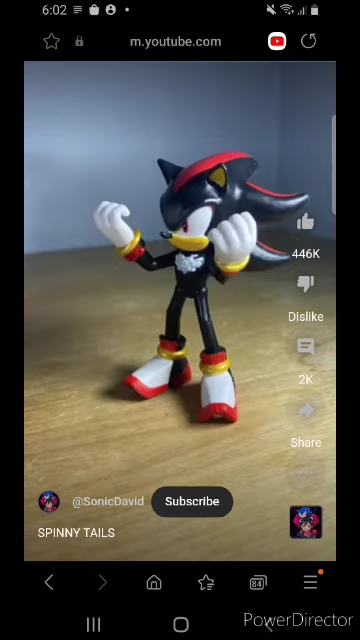 6:02
m.youtube.com
446K
Dislike
2K
Share
@SonicDavid
Subscribe
SPINNY TAILS
84
PowerDirector